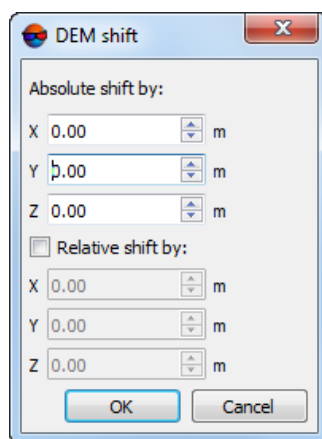 DEM shift
Absolute shift by:
X 0.00 m
Y 0.00 m
Z 0.00 m
Relative shift by:
X 0.00 m
Y 0.00 m
Z 0.00 m
OK Cancel